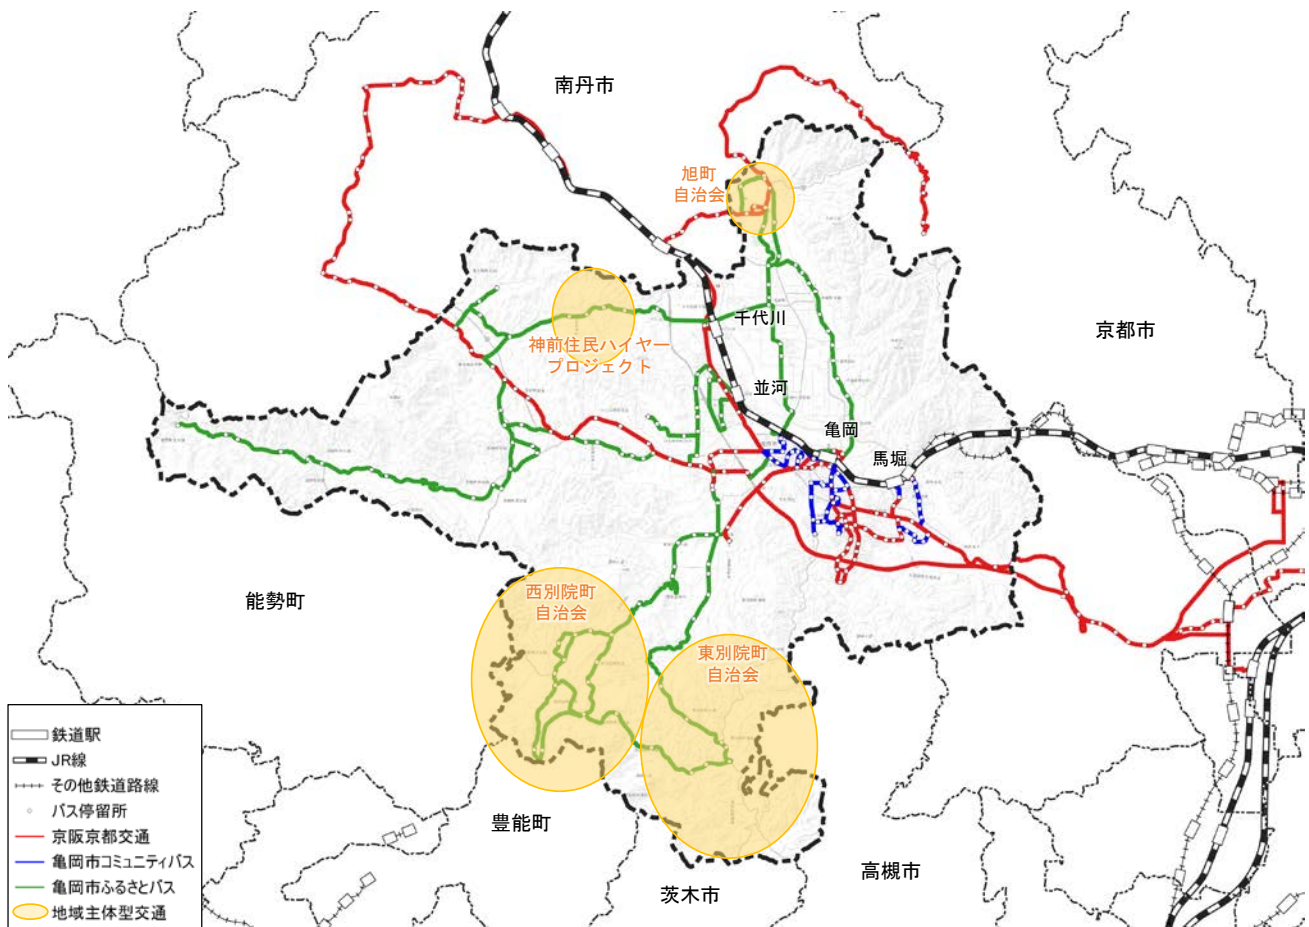 南丹市
旭町
自治会
千代川
神前住民ハイヤー
プロジェクト
京都市
並河
亀岡
馬堀
能勢町
西別院町
自治会
東別院町
自治会
豊能町
茨木市
高槻市
鉄道駅
JR線
その他鉄道路線
バス停留所
京阪京都交通
亀岡市コミュニティバス
亀岡市ふるさとバス
地域主体型交通